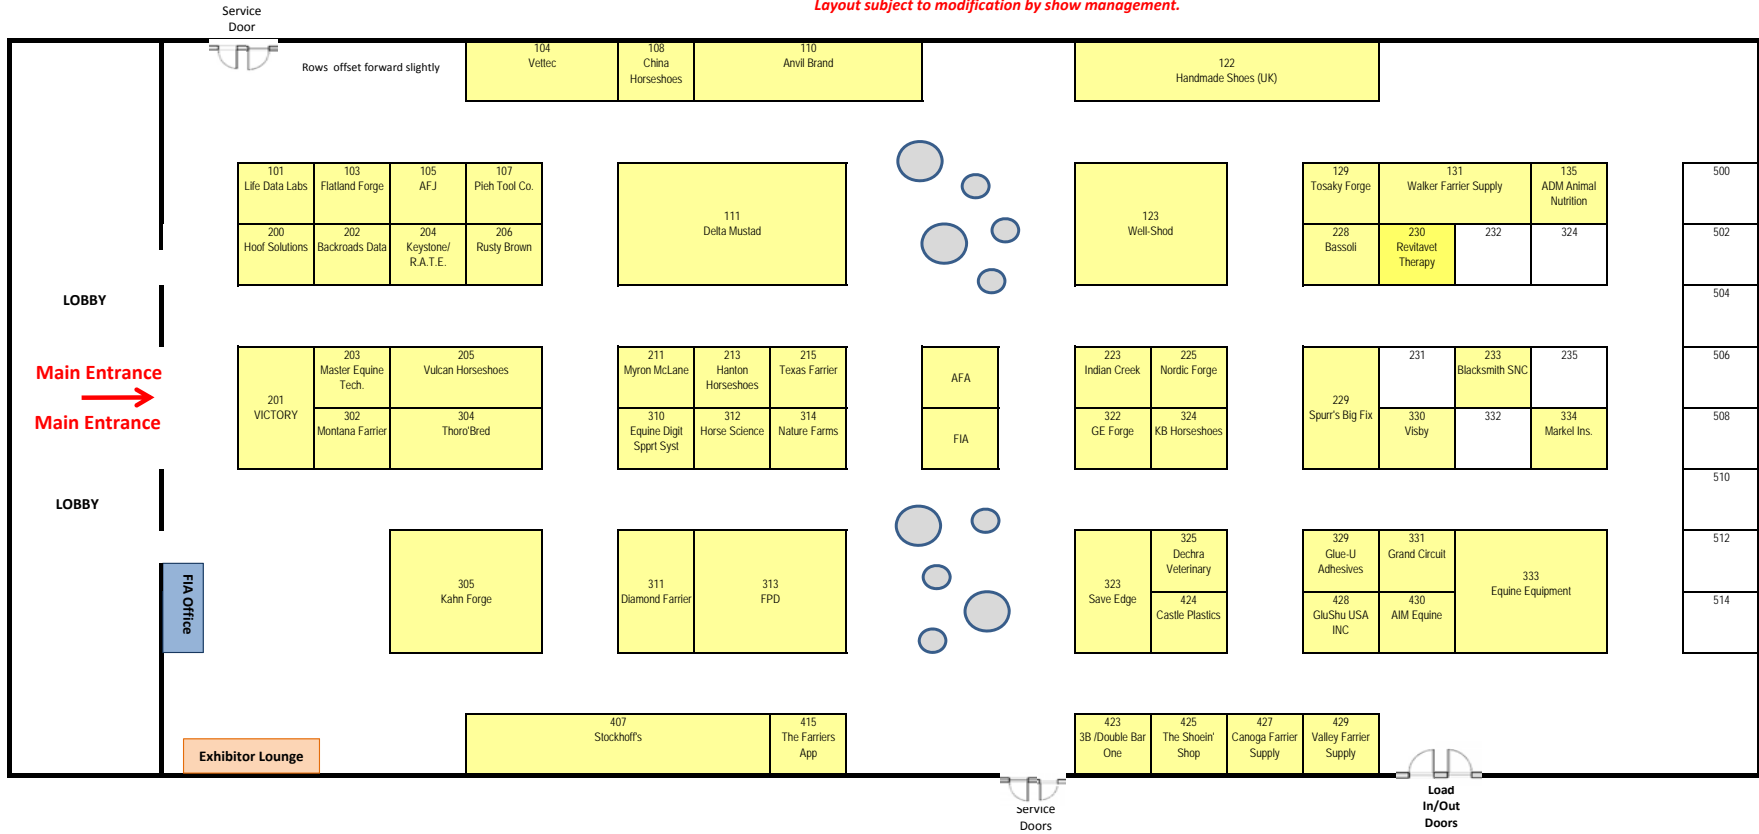 Layout subject to modification by show management.
Service
Door
Rows offset forward slightly
104
Vettec
108
China
Horseshoes
110
Anvil Brand
122
Handmade Shoes (UK)
101
Life Data Labs
103
Flatland Forge
105
AFJ
107
Pieh Tool Co.
111
Delta Mustad
123
Well-Shod
129
Tosaky Forge
131
Walker Farrier Supply
135
ADM Animal
Nutrition
500
200
Hoof Solutions
202
Backroads Data
204
Keystone/
R.A.T.E.
206
Rusty Brown
228
Bassoli
230
Revitavet
Therapy
232
324
502
LOBBY
504
Main Entrance
Main Entrance
201
VICTORY
203
Master Equine
Tech.
205
Vulcan Horseshoes
211
Myron McLane
213
Hanton
Horseshoes
215
Texas Farrier
AFA
223
Indian Creek
225
Nordic Forge
229
Spurr's Big Fix
231
233
Blacksmith SNC
235
506
302
Montana Farrier
304
Thoro'Bred
310
Equine Digit
Spprt Syst
312
Horse Science
314
Nature Farms
FIA
322
GE Forge
324
KB Horseshoes
330
Visby
332
334
Markel Ins.
508
LOBBY
510
FIA Office
305
Kahn Forge
311
Diamond Farrier
313
FPD
323
Save Edge
325
Dechra
Veterinary
329
Glue-U
Adhesives
331
Grand Circuit
333
Equine Equipment
512
424
Castle Plastics
428
GluShu USA
INC
430
AIM Equine
514
Exhibitor Lounge
407
Stockhoff's
415
The Farriers
App
423
3B /Double Bar
One
425
The Shoein'
Shop
427
Canoga Farrier
Supply
429
Valley Farrier
Supply
Service
Doors
Load
In/Out
Doors